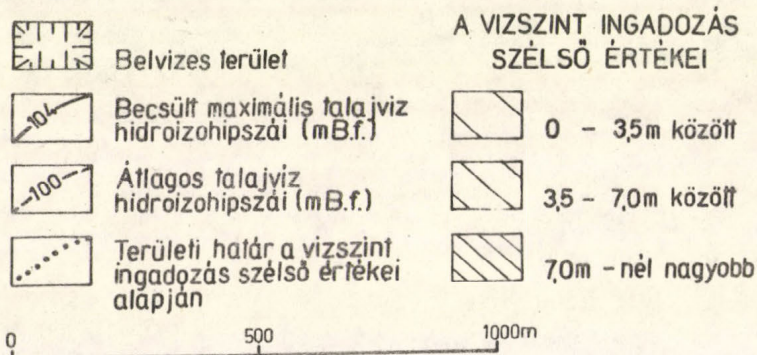 Belvizes terület
104
Becsült maximális talajviz
hidroizohipszái (mB.f.)
100
Átlagos talajviz
hidroizohipszái (mB.f.)
Területi határ a vizszint
ingadozás szélső értékei
alapján
A VIZSZINT INGADOZÁS
SZÉLSŐ ÉRTÉKEI
0 - 3,5m között
3,5 - 7,0m között
7,0m - nél nagyobb
0 500 1000m